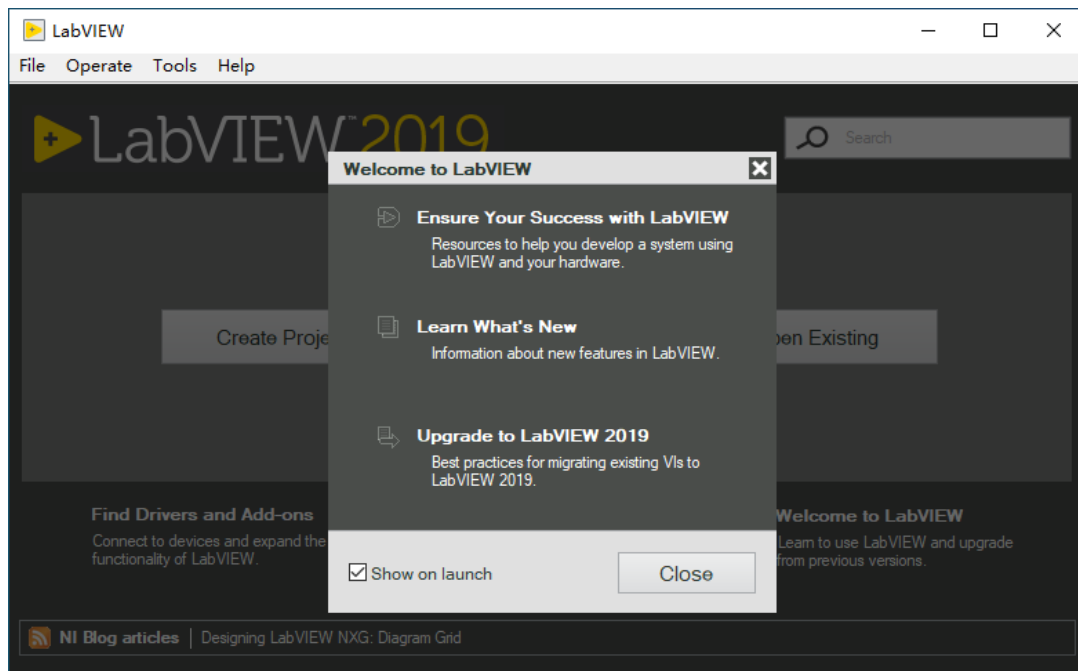 LabVIEW
File Operate Tools Help
LabVIEW™ 2019
Search
Welcome to LabVIEW
Ensure Your Success with LabVIEW
Resources to help you develop a system using
LabVIEW and your hardware.
Learn What's New
Information about new features in LabVIEW.
Upgrade to LabVIEW 2019
Best practices for migrating existing VIs to
LabVIEW 2019.
Show on launch
Close
Create Proje
pen Existing
Find Drivers and Add-ons
Connect to devices and expand the
functionality of LabVIEW.
Welcome to LabVIEW
Learn to use LabVIEW and upgrade
from previous versions.
NI Blog articles | Designing LabVIEW NXG: Diagram Grid